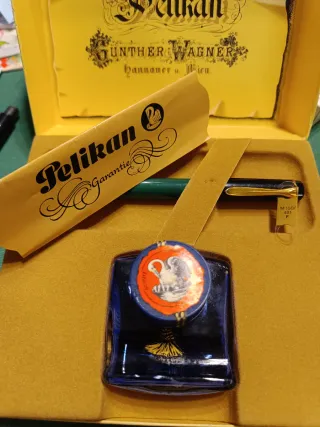 Pelikan
GÜNTHER WAGNER
Hannover u. Wien
Pelikan
Garantie